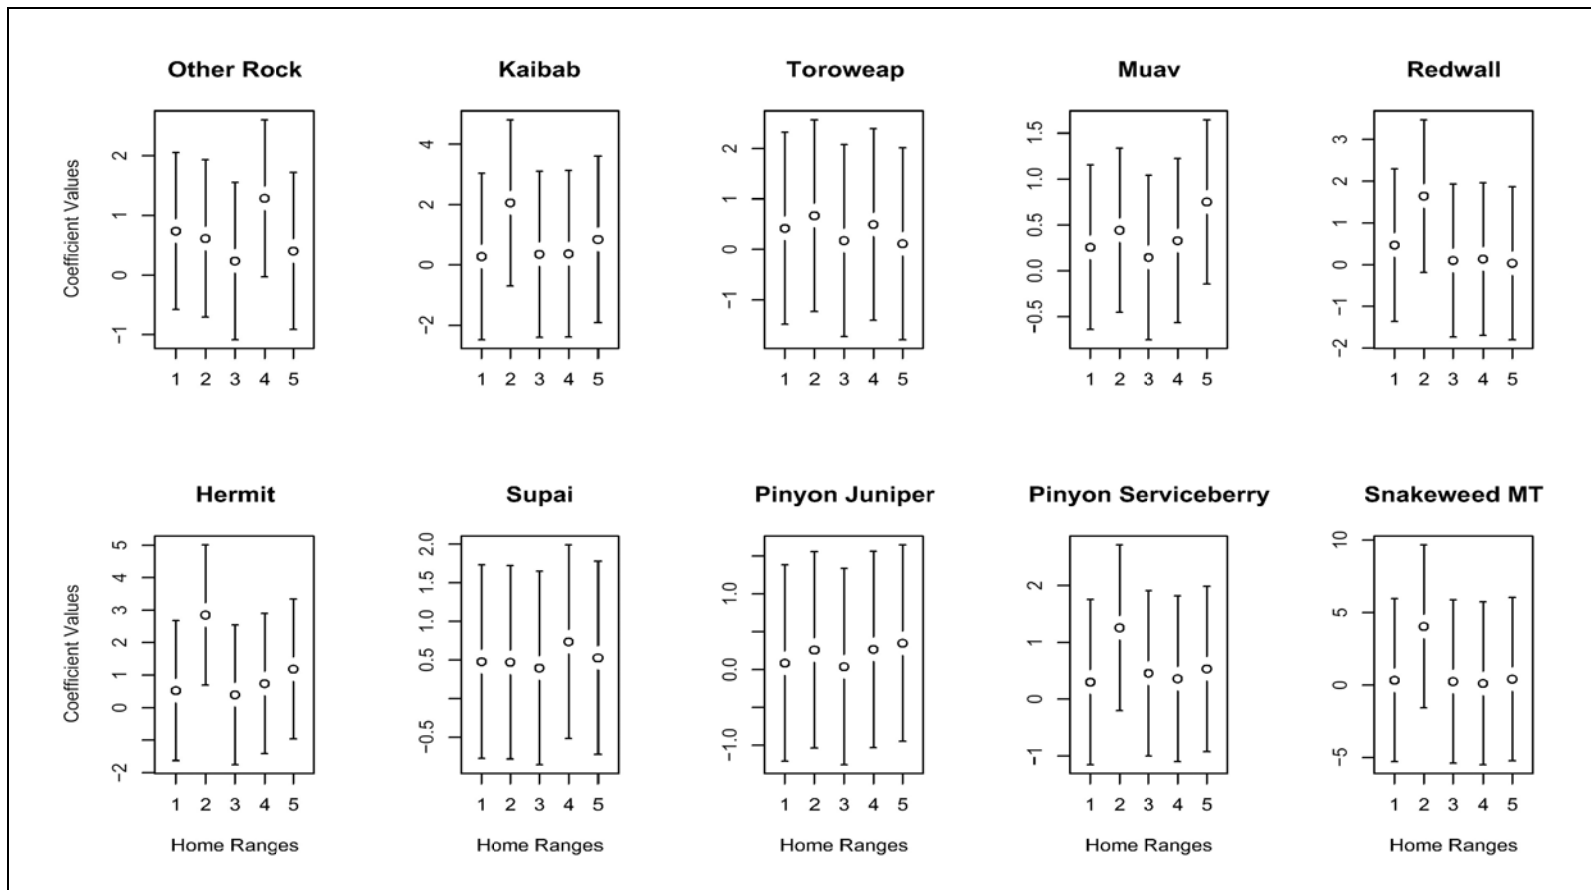 Other Rock Kaibab Toroweap Muav Redwall
Coefficient Values
2 1 0 −1
4 2 0 −2
2 1 0 −1
1.5 1.0 0.5 0.0 −0.5
3 2 1 0 −1 −2
1 2 3 4 5 1 2 3 4 5 1 2 3 4 5 1 2 3 4 5 1 2 3 4 5
Hermit Supai Pinyon Juniper Pinyon Serviceberry Snakeweed MT
Coefficient Values
5 4 3 2 1 0 −2
2.0 1.5 1.0 0.5 −0.5
1.0 0.0 −1.0
2 1 0 −1
10 5 0 −5
1 2 3 4 5 1 2 3 4 5 1 2 3 4 5 1 2 3 4 5 1 2 3 4 5
Home Ranges Home Ranges Home Ranges Home Ranges Home Ranges